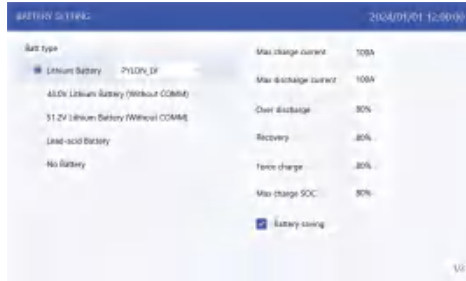 BATTERY SETTING
2024/01/01 12:00:00
Batt type
Lithium Battery PYLON_LV
48.0V Lithium Battery (Without COMM)
51.2V Lithium Battery (Without COMM)
Lead-acid Battery
No Battery
Max charge current 100A
Max discharge current 100A
Over discharge
Recovery
Force charge
Max charge SOC
Battery saving